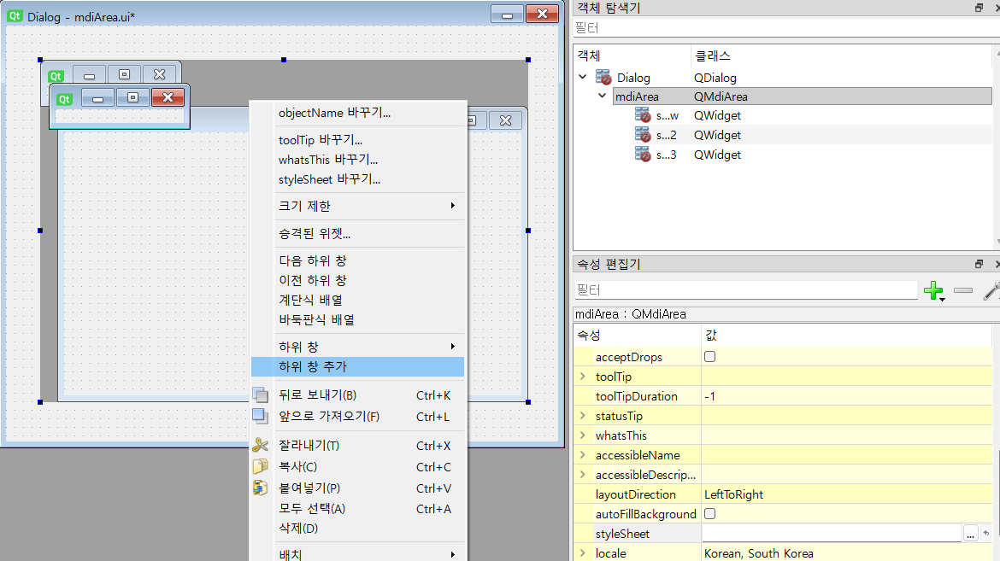 Qt Dialog - mdiArea.ui*
Qt
Qt
objectName 바꾸기...
toolTip 바꾸기...
whatsThis 바꾸기...
styleSheet 바꾸기...
크기 제한
승격된 위젯...
다음 하위 창
이전 하위 창
계단식 배열
바둑판식 배열
하위 창
하위 창 추가
뒤로 보내기(B) Ctrl+K
앞으로 가져오기(F) Ctrl+L
잘라내기(T) Ctrl+X
복사(C) Ctrl+C
붙여넣기(P) Ctrl+V
모두 선택(A) Ctrl+A
삭제(D)
배치
객체 탐색기
필터
객체 클래스
Dialog QDialog
mdiArea QMdiArea
s...w QWidget
s...2 QWidget
s...3 QWidget
속성 편집기
필터
mdiArea : QMdiArea
속성 값
acceptDrops
toolTip
toolTipDuration -1
statusTip
whatsThis
accessibleName
accessibleDescrip...
layoutDirection LeftToRight
autoFillBackground
styleSheet ...
locale Korean, South Korea